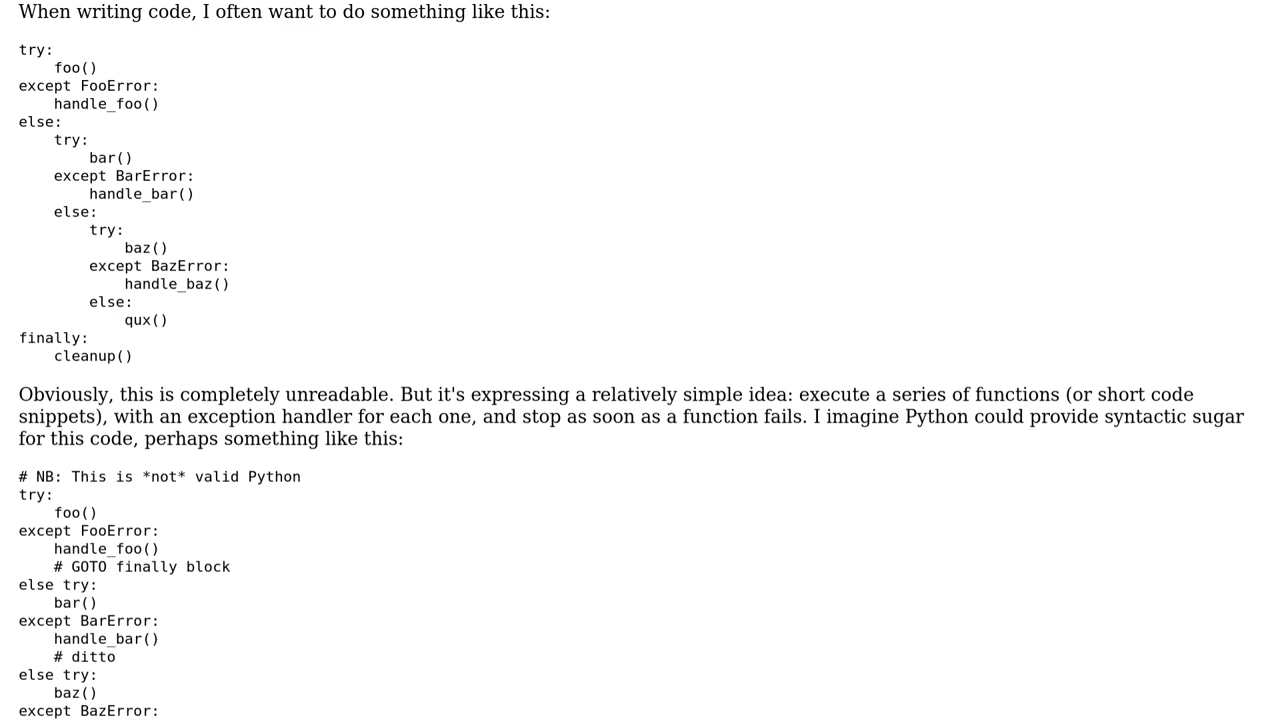 When writing code, I often want to do something like this:
try:
    foo()
except FooError:
    handle_foo()
else:
    try:
        bar()
    except BarError:
        handle_bar()
    else:
        try:
            baz()
        except BazError:
            handle_baz()
        else:
            qux()
finally:
    cleanup()
Obviously, this is completely unreadable. But it's expressing a relatively simple idea: execute a series of functions (or short code
snippets), with an exception handler for each one, and stop as soon as a function fails. I imagine Python could provide syntactic sugar
for this code, perhaps something like this:
# NB: This is *not* valid Python
try:
    foo()
except FooError:
    handle_foo()
    # GOTO finally block
else try:
    bar()
except BarError:
    handle_bar()
    # ditto
else try:
    baz()
except BazError: